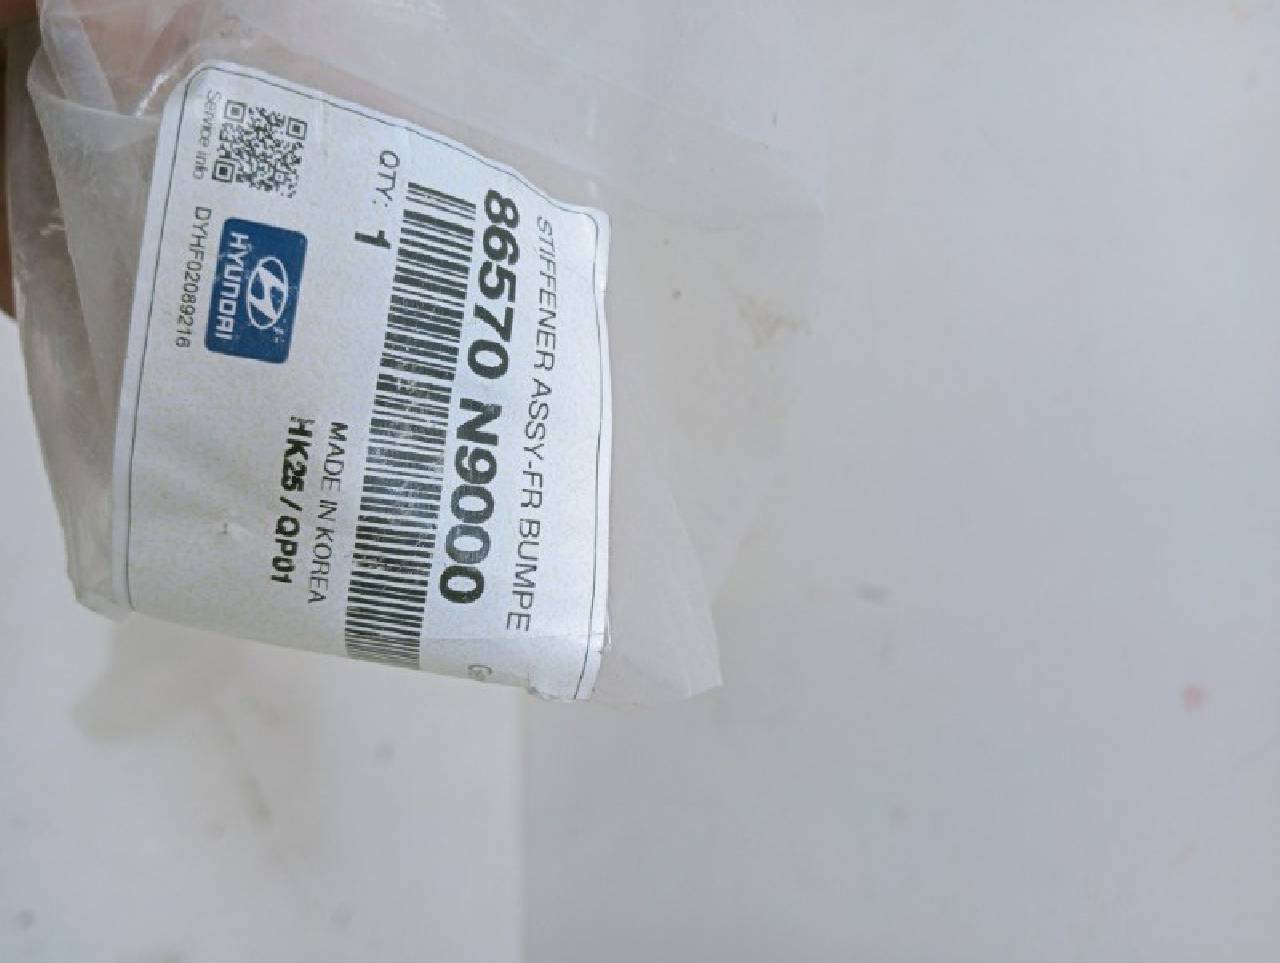 STIFFENER ASSY-FR BUMPE
86570 N9000
QTY: 1
MADE IN KOREA
HK25/QP01
HYUNDAI
DYHF02089216
Service info